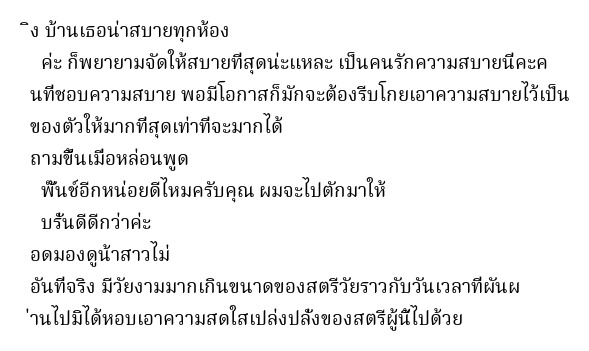 ิง บ้านเธอน่าสบายทุกห้อง
ค่ะ ก็พยายามจัดให้สบายที่สุดน่ะแหละ เป็นคนรักความสบายนี่คะค
นที่ชอบความสบาย พอมีโอกาสก็มักจะต้องรีบโกยเอาความสบายไว้เป็น
ของตัวให้มากที่สุดเท่าที่จะมากได้
ถามขึ้นเมื่อหล่อนพูด
พั้นช์อีกหน่อยดีไหมครับคุณ ผมจะไปตักมาให้
บรั่นดีดีกว่าค่ะ
อดมองดูน้าสาวไม่
อันที่จริง มีวัยงามมากเกินขนาดของสตรีวัยราวกับวันเวลาที่ผันผ
่านไปมิได้หอบเอาความสดใสเปล่งปลั่งของสตรีผู้นี้ไปด้วย